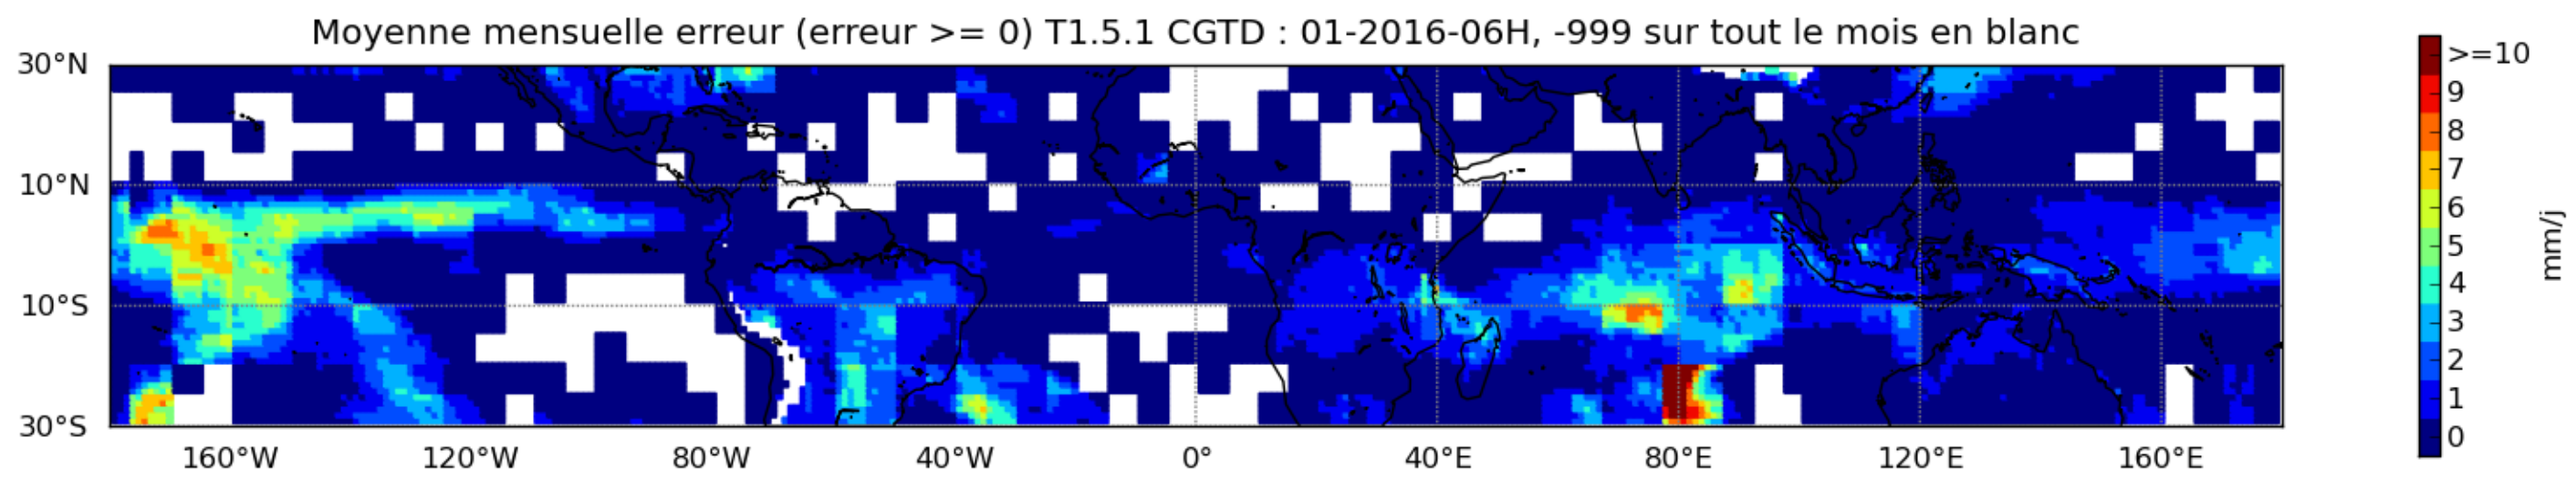 Moyenne mensuelle erreur (erreur >= 0) T1.5.1 CGTD : 01-2016-06H, -999 sur tout le mois en blanc
30°N
10°N
10°S
30°S
160°W 120°W 80°W 40°W 0° 40°E 80°E 120°E 160°E
>=10
9
8
7
6
5
4
3
2
1
0
mm/j